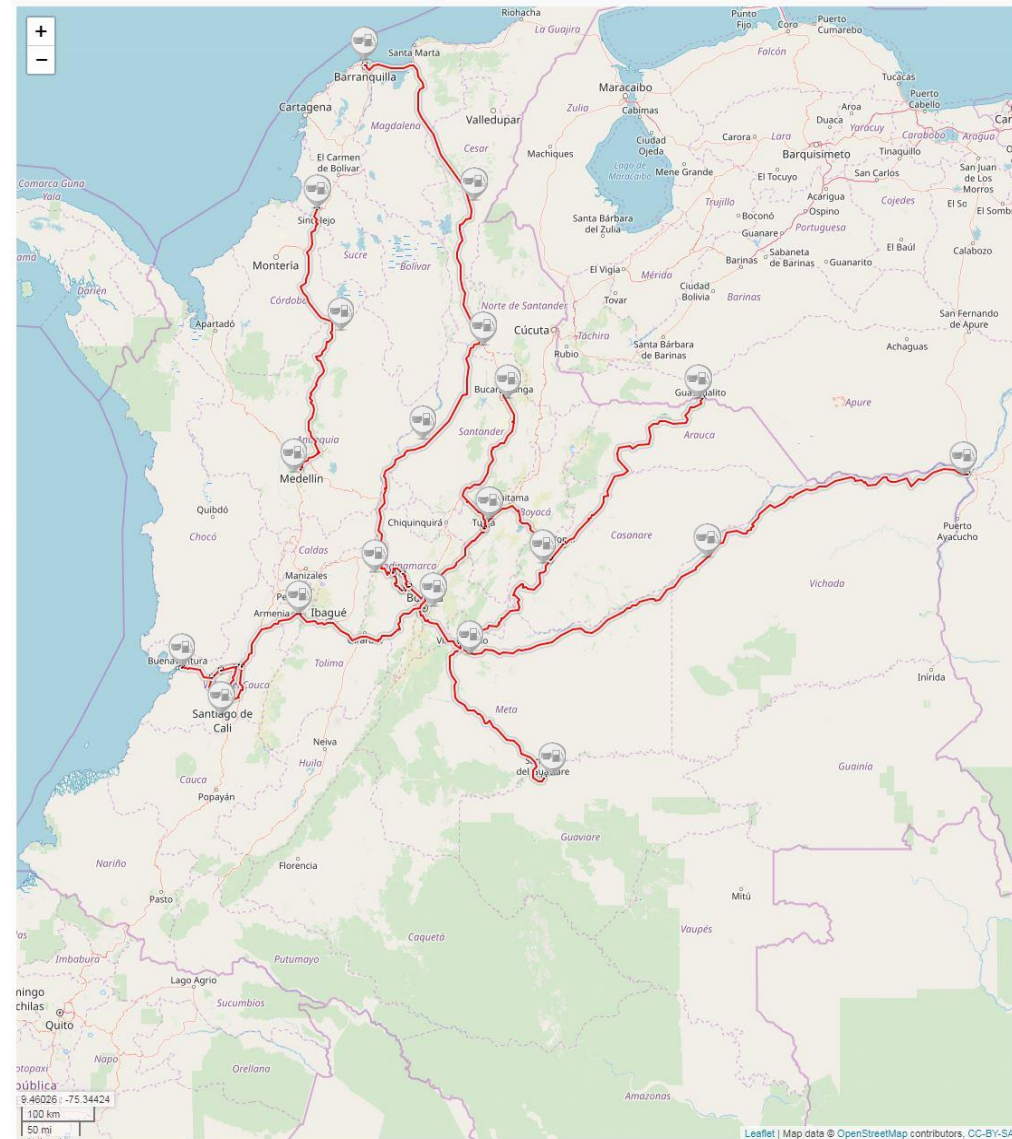 +
−
Riohacha
La Guajira
Punto
Fijo
Coro
Puerto
Cumarebo
Santa Marta
Falcón
Barranquilla
Maracaibo
Tucacas
Cartagena
Magdalena
Valledupar
Zulia
Cabimas
Puerto
Cabello
Cesar
Ciudad
Ojeda
Carora
Lara
Aroa
Duaca
Yaracuy
Carabobo
Aragua
El Carmen
de Bolívar
Machiques
Lago de
Maracaibo
Mene Grande
Barquisimeto
Tinaquillo
El Tocuyo
San Carlos
San Juan
de Los
Morros
Comarca Guna
Yala
Trujillo
Acarigua
Ospino
Cojedes
El So
El Somb
Santa Bárbara
del Zulia
Boconó
Guanare
Portuguesa
Montería
Sucre
Bolívar
El Vigía
Mérida
Barinas
Sabaneta
de Barinas
Guanarito
El Baúl
Calabozo
Darién
Córdoba
Norte de Santander
Tovar
Ciudad
Bolivia
Barinas
Apartadó
Cúcuta
Táchira
San Fernando
de Apure
Rubio
Santa Bárbara
de Barinas
Achaguas
Santander
Apure
Arauca
Medellín
Quibdó
Chocó
Chiquinquirá
Boyacá
Casanare
Puerto
Ayacucho
Caldas
Manizales
Vichada
Armenia
Ibagué
Tolima
Santiago de
Cali
Meta
Inírida
Neiva
Huila
Guainía
Cauca
Popayán
Guaviare
Nariño
Florencia
Mitú
Pasto
Vaupés
Caquetá
Putumayo
Imbabura
Lago Agrio
Sucumbíos
Quito
Napo
Orellana
Amazonas
9.46026 : -75.34424
100 km
50 mi
Leaflet | Map data © OpenStreetMap contributors, CC-BY-SA